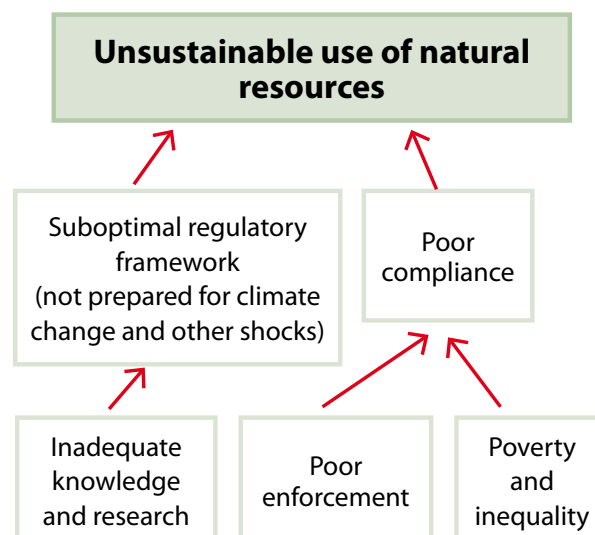 Unsustainable use of natural
resources
Suboptimal regulatory
framework
(not prepared for climate
change and other shocks)
Poor
compliance
Inadequate
knowledge
and research
Poor
enforcement
Poverty
and
inequality